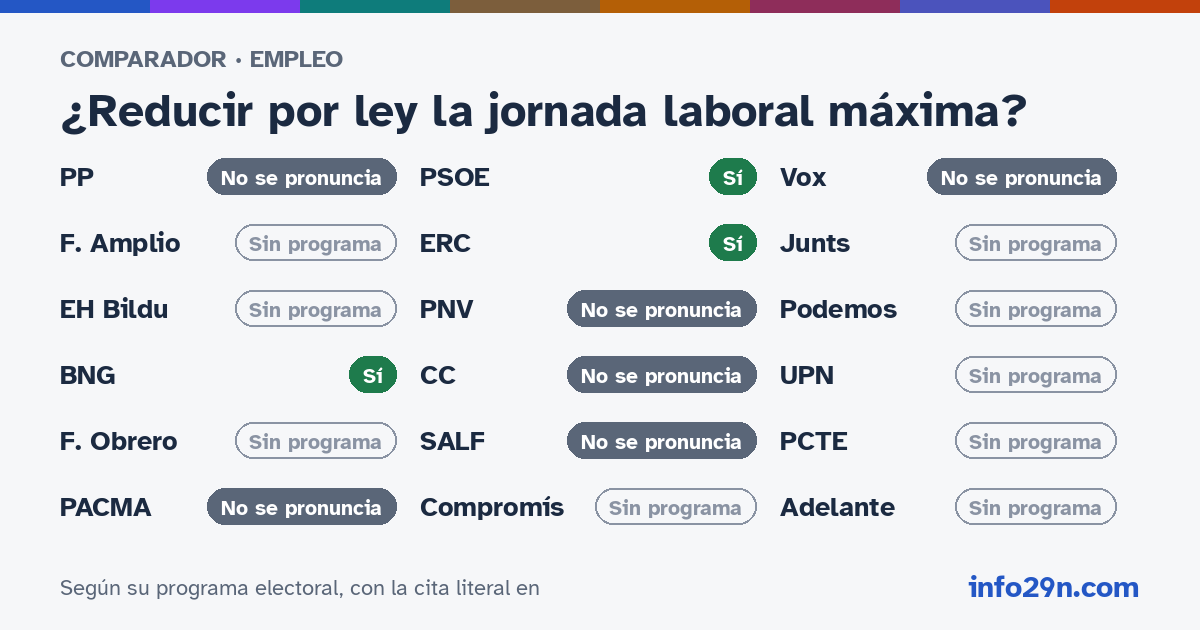 COMPARADOR · EMPLEO
¿Reducir por ley la jornada laboral máxima?
PP No se pronuncia PSOE Sí Vox No se pronuncia
F. Amplio Sin programa ERC Sí Junts Sin programa
EH Bildu Sin programa PNV No se pronuncia Podemos Sin programa
BNG Sí CC No se pronuncia UPN Sin programa
F. Obrero Sin programa SALF No se pronuncia PCTE Sin programa
PACMA No se pronuncia Compromís Sin programa Adelante Sin programa
Según su programa electoral, con la cita literal en info29n.com